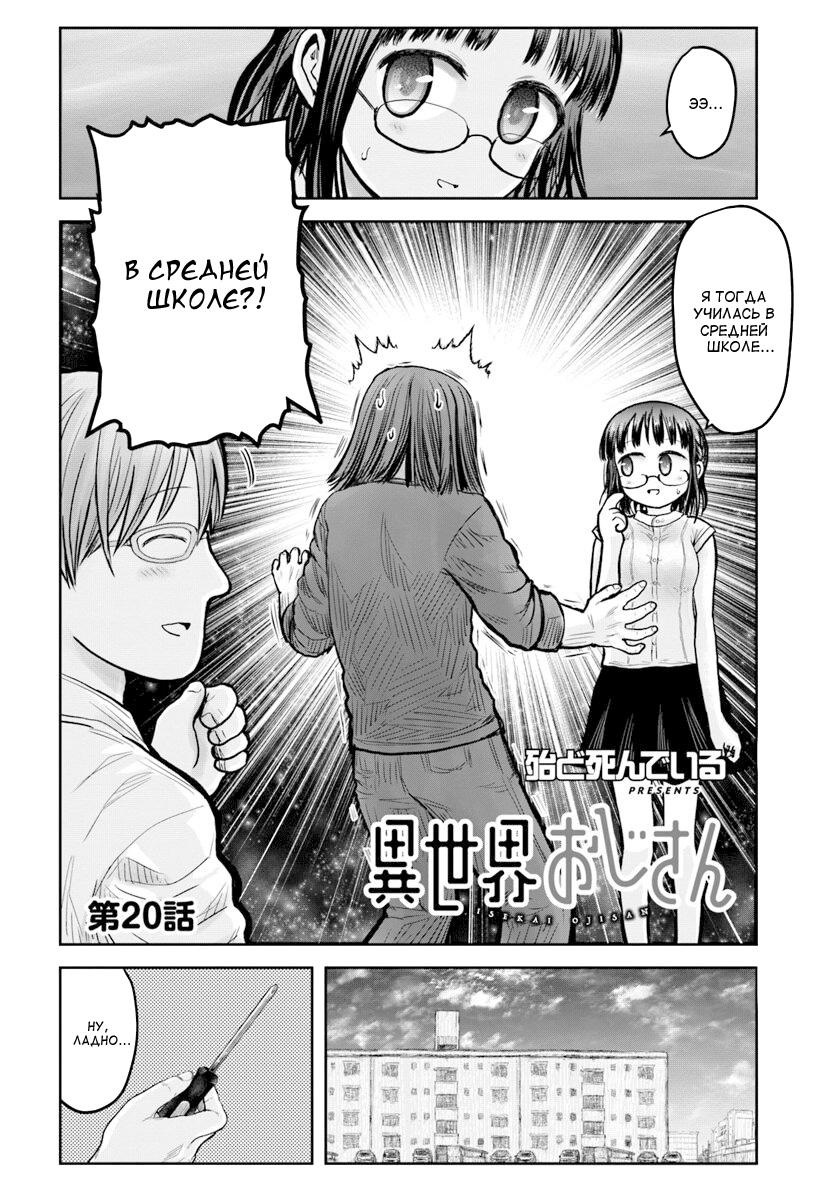 ЭЭ...
Я ТОГДА
УЧИЛАСЬ В
СРЕДНЕЙ
ШКОЛЕ...
В СРЕДНЕЙ
ШКОЛЕ?!
殆ど死んでいる
PRESENTS
異世界おじさん
ISEKAI OJISAN
第20話
НУ,
ЛАДНО...